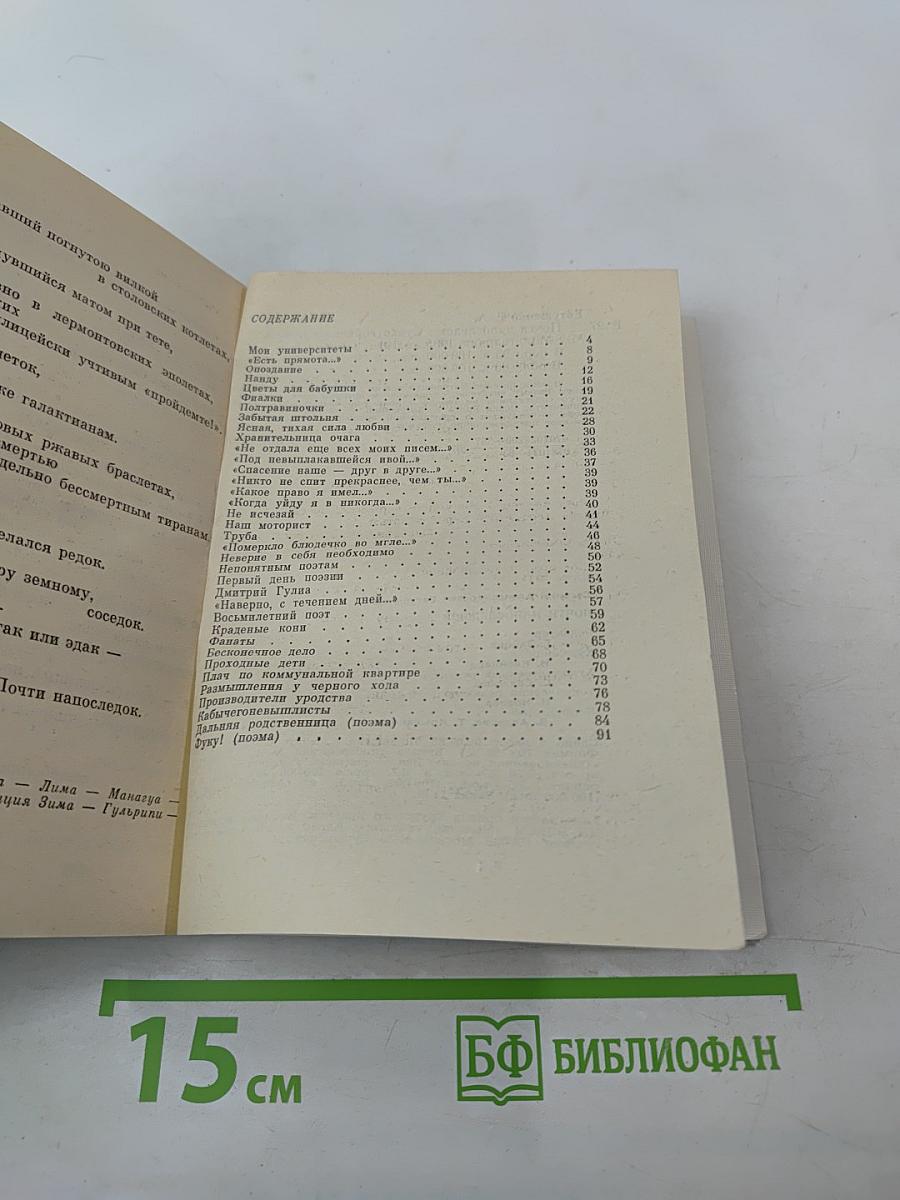 вший погнутою вилкой
в столовских котлетах,
увшийся матом при тете,
вно в лермонтовских эполетах,
ких
лицейски учтивым «пройдемте!».
меток,
же галактианам.
овых ржавых браслетах,
мертью
дельно бессмертным тиранам
елался редок.
ру земному,
соседок.
так или эдак —
Почти напоследок.
а — Лима — Манагуа —
ция Зима — Гульрипи —
СОДЕРЖАНИЕ
Мои университеты . . . 4
«Есть прямота...» . . . 8
Опоздание . . . 9
Нанду . . . 12
Цветы для бабушки . . . 16
Фиалки . . . 19
Полтравиночки . . . 21
Забытая штольня . . . 22
Ясная, тихая сила любви . . . 28
Хранительница очага . . . 30
«Не отдала еще всех моих писем...» . . . 33
«Под невыплакавшейся ивой...» . . . 36
«Спасение наше — друг в друге...» . . . 37
«Никто не спит прекраснее, чем ты...» . . . 39
«Какое право я имел...» . . . 39
«Когда уйду я в никогда...» . . . 39
Не исчезай . . . 40
Наш моторист . . . 41
Труба . . . 44
«Померкло блюдечко во мгле...» . . . 46
Неверие в себя необходимо . . . 48
Непонятным поэтам . . . 50
Первый день поэзии . . . 52
Дмитрий Гулиа . . . 54
«Наверно, с течением дней...» . . . 56
Восьмилетний поэт . . . 57
Краденые кони . . . 59
Фанаты . . . 62
Бесконечное дело . . . 65
Проходные дети . . . 68
Плач по коммунальной квартире . . . 70
Размышления у черного хода . . . 73
Производители уродства . . . 76
Кабычегоневышлисты . . . 78
Дальняя родственница (поэма) . . . 84
Фуку! (поэма) . . . 91
15 см
БФ БИБЛИОФАН